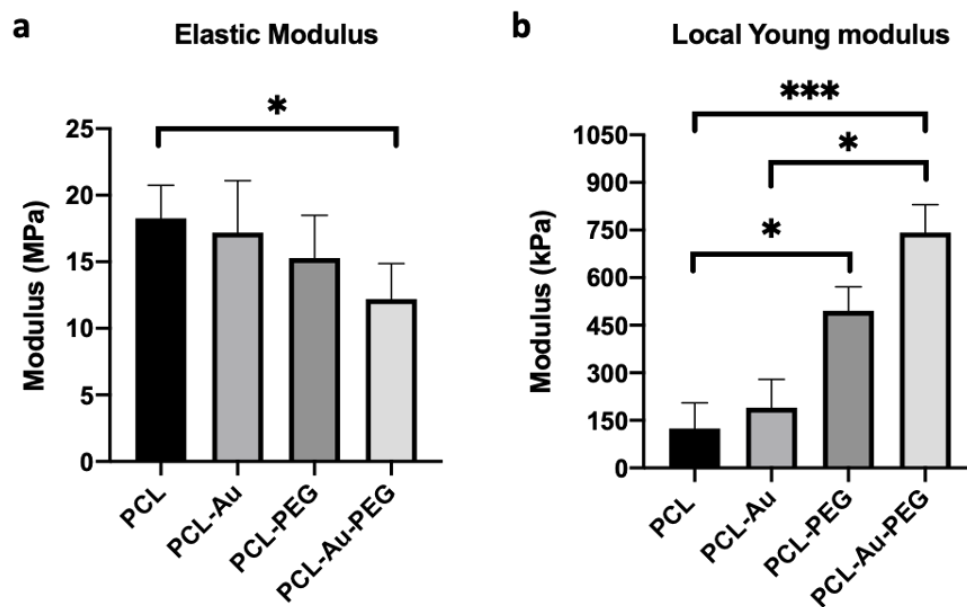 a
Elastic Modulus
*
Modulus (MPa)
25
20
15
10
5
0
PCL
PCL-Au
PCL-PEG
PCL-Au-PEG
b
Local Young modulus
***
*
*
Modulus (kPa)
1050
900
750
600
450
300
150
0
PCL
PCL-Au
PCL-PEG
PCL-Au-PEG